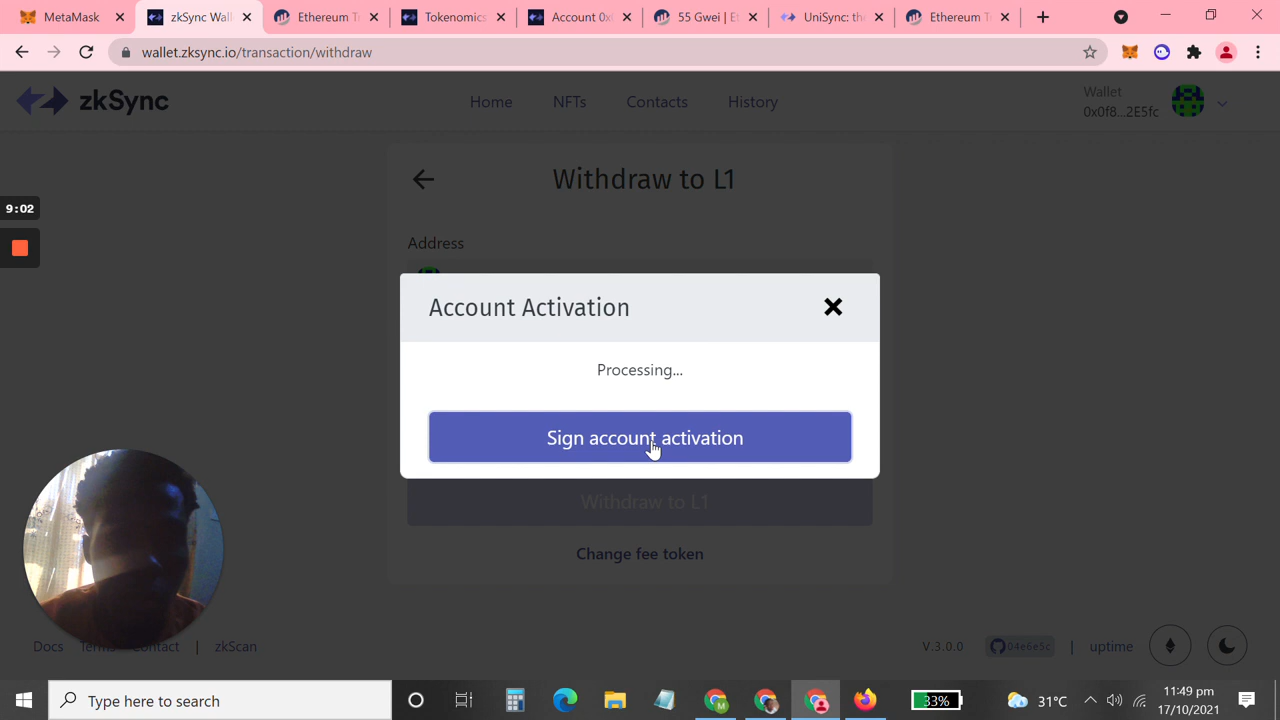 MetaMask
zkSync Wall
Ethereum T
Tokenomics
Account 0xf
55 Gwei | Et
UniSync: th
Ethereum T
wallet.zksync.io/transaction/withdraw
zkSync
Home
NFTs
Contacts
History
Wallet
0x0f8...2E5fc
Withdraw to L1
9:02
Address
Account Activation
Processing...
Sign account activation
Withdraw to L1
Change fee token
Docs
Terms
Contact
|
zkScan
V.3.0.0
04e6e5c
|
uptime
Type here to search
33%
31°C
11:49 pm
17/10/2021